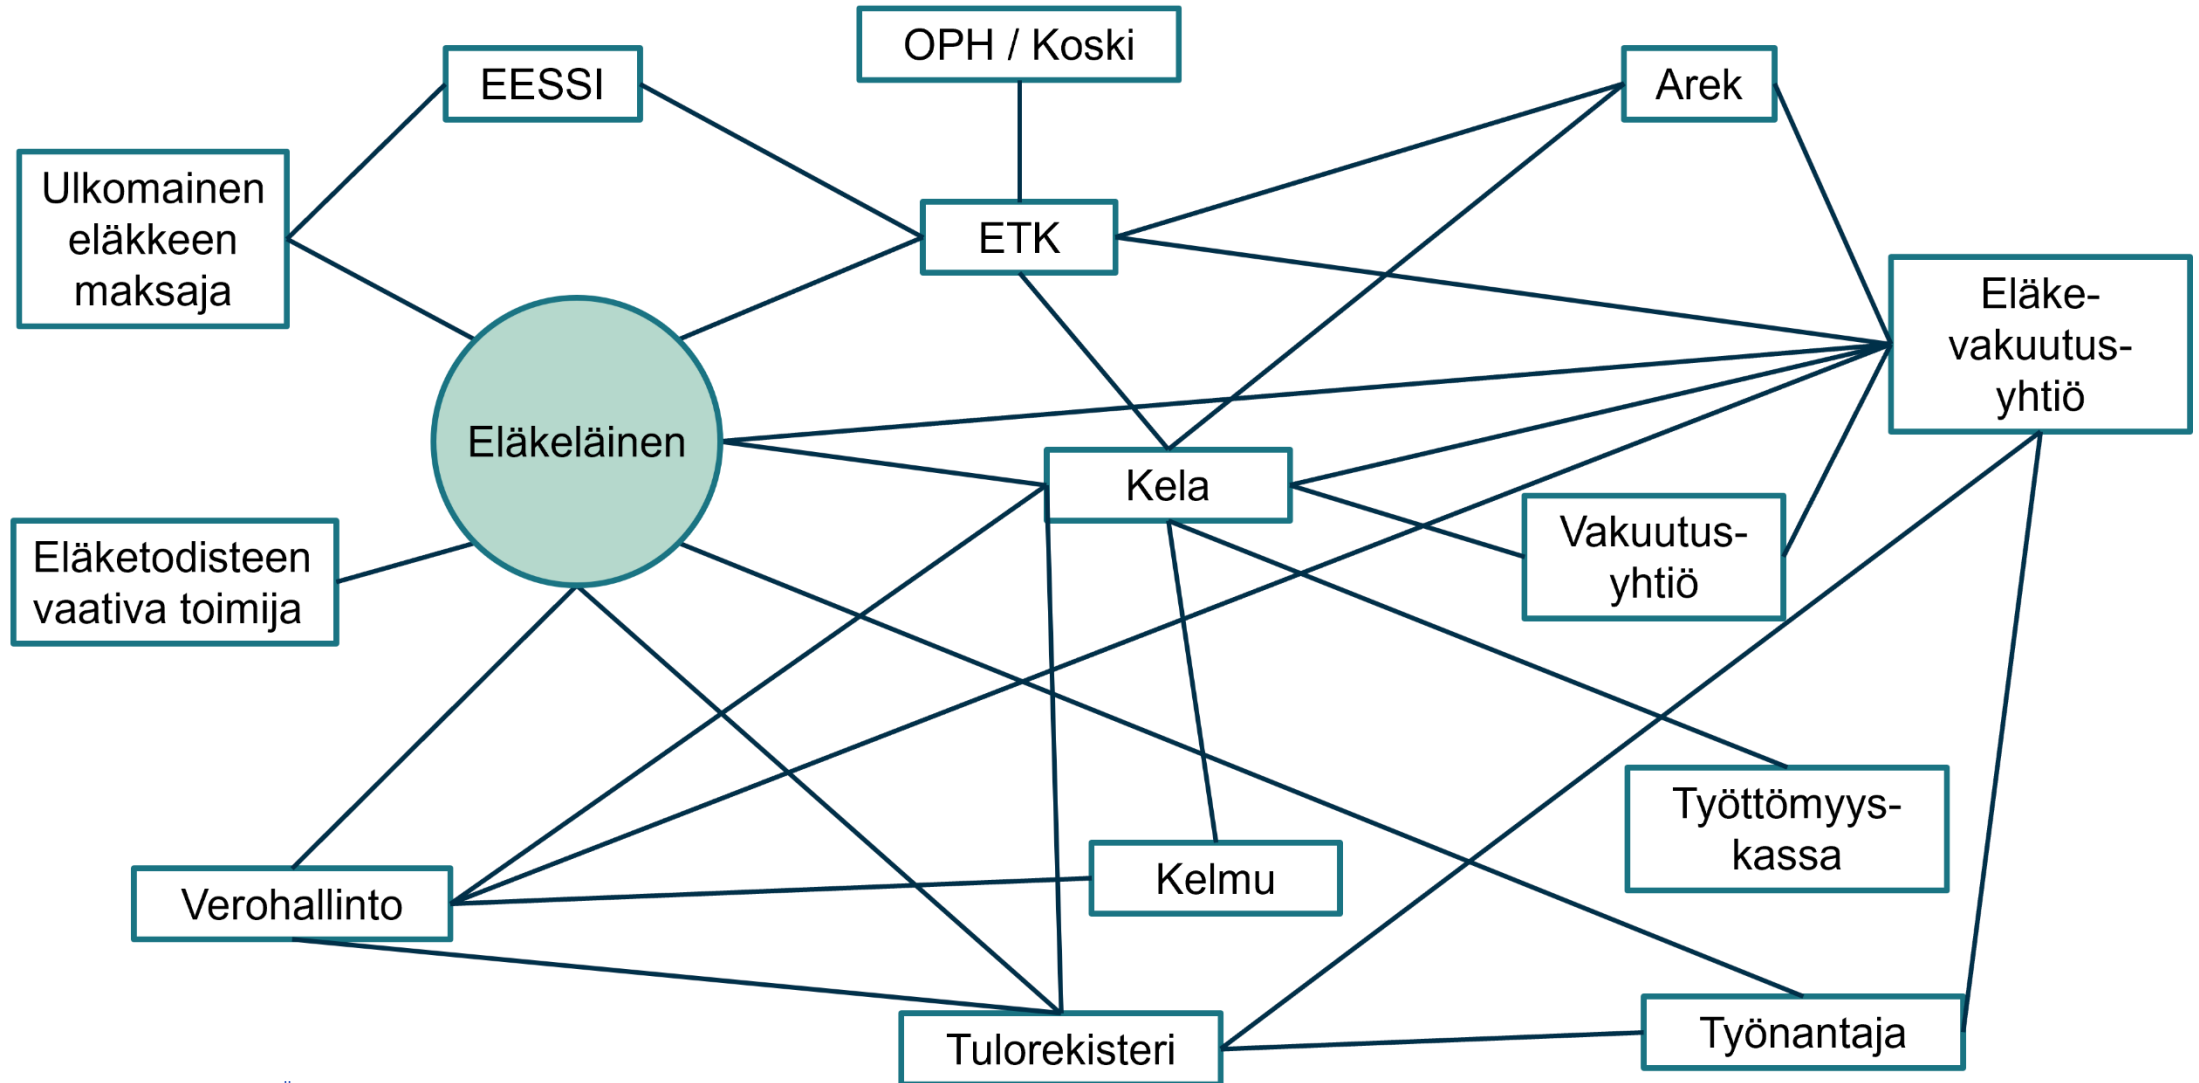 OPH / Koski
EESSI
Arek
Ulkomainen
eläkkeen
maksaja
ETK
Eläke-
vakuutus-
yhtiö
Eläkeläinen
Kela
Vakuutus-
yhtiö
Eläketodisteen
vaativa toimija
Työttömyys-
kassa
Kelmu
Verohallinto
Tulorekisteri
Työnantaja